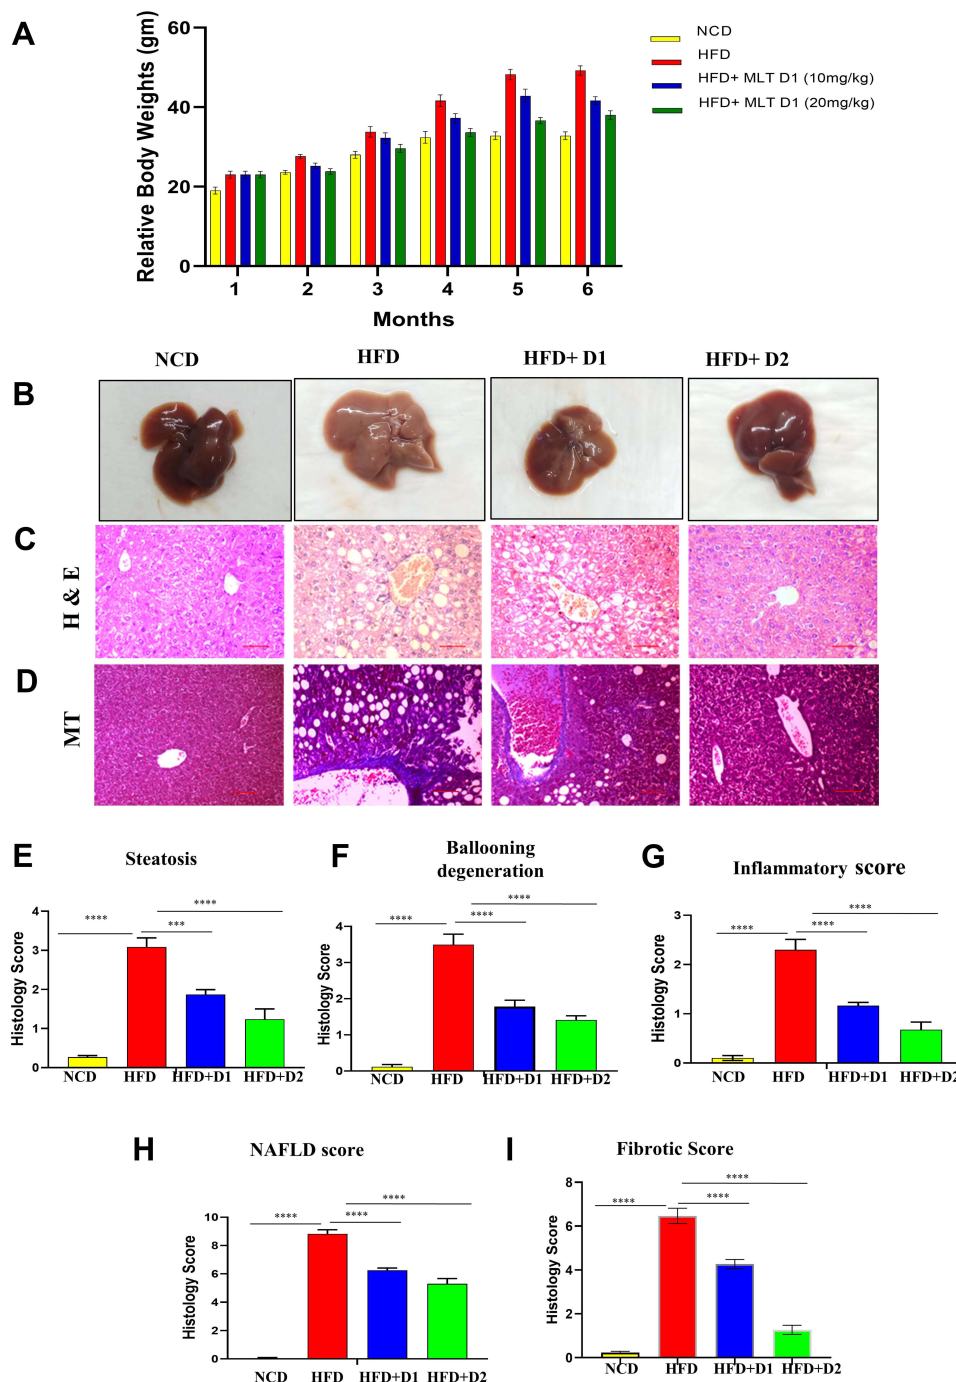 A
Relative Body Weights (gm)
60
40
20
0
1 2 3 4 5 6
Months
NCD
HFD
HFD+ MLT D1 (10mg/kg)
HFD+ MLT D1 (20mg/kg)
NCD HFD HFD+ D1 HFD+ D2
B
C
H & E
D
MT
E
Steatosis
Histology Score
4
3
2
1
0
**** *** ****
NCD HFD HFD+D1 HFD+D2
F
Ballooning
degeneration
Histology Score
4
3
2
1
0
**** **** ****
NCD HFD HFD+D1 HFD+D2
G
Inflammatory score
Histology Score
3
2
1
0
**** **** ****
NCD HFD HFD+D1 HFD+D2
H
NAFLD score
Histology Score
10
8
6
4
2
0
**** **** ****
NCD HFD HFD+D1 HFD+D2
I
Fibrotic Score
Histology Score
8
6
4
2
0
**** **** ****
NCD HFD HFD+D1 HFD+D2